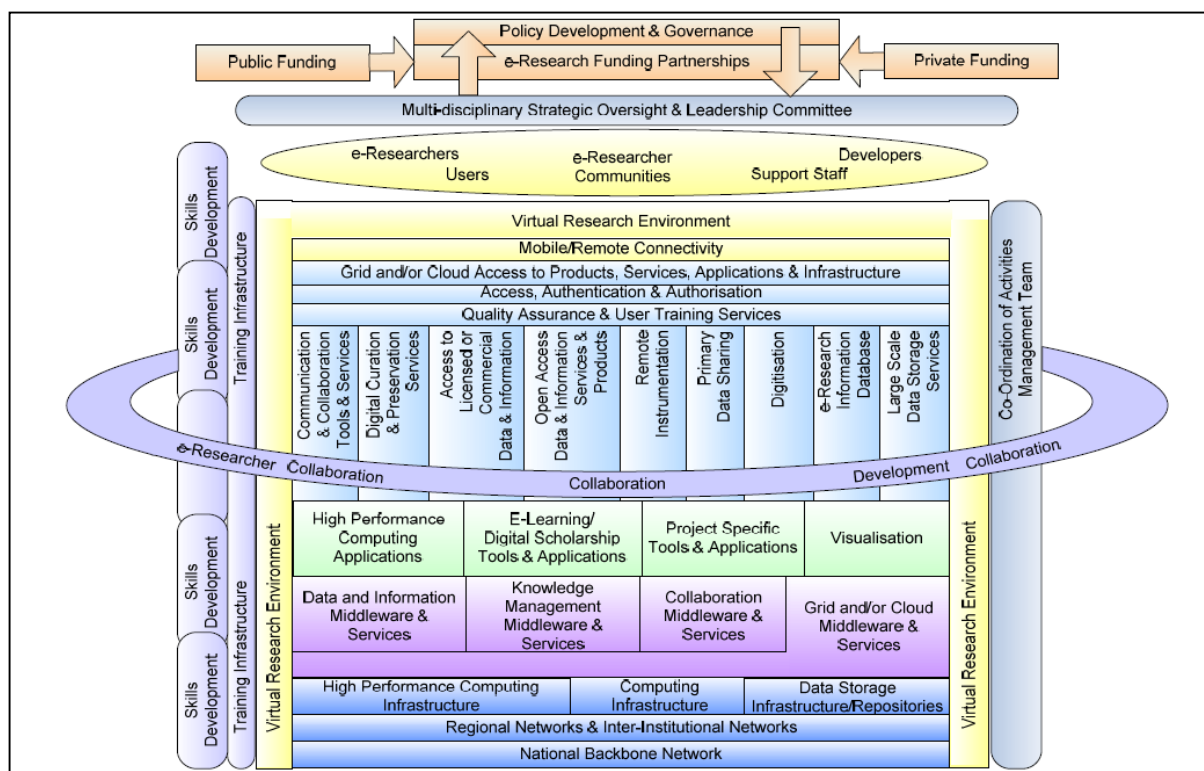 Policy Development & Governance
Public Funding
e-Research Funding Partnerships
Private Funding
Multi-disciplinary Strategic Oversight & Leadership Committee
e-Researchers
Users
e-Researcher
Communities
Developers
Support Staff
Skills
Development
Skills
Development
Skills
Development
Skills
Development
Training Infrastructure
Training Infrastructure
Virtual Research Environment
Virtual Research Environment
Virtual Research Environment
Co-Ordination of Activities
Management Team
Mobile/Remote Connectivity
Grid and/or Cloud Access to Products, Services, Applications & Infrastructure
Access, Authentication & Authorisation
Quality Assurance & User Training Services
Communication
& Collaboration
Tools & Services
Digital Curation
& Preservation
Services
Access to
Licensed or
Commercial
Data & Information
Open Access
Data & Information
Services &
Products
Remote
Instrumentation
Primary
Data Sharing
Digitisation
e-Research
Information
Database
Large Scale
Data Storage
Services
e-Researcher Collaboration
Collaboration
Development Collaboration
High Performance
Computing
Applications
E-Learning/
Digital Scholarship
Tools & Applications
Project Specific
Tools & Applications
Visualisation
Data and Information
Middleware &
Services
Knowledge
Management
Middleware &
Services
Collaboration
Middleware &
Services
Grid and/or Cloud
Middleware &
Services
High Performance Computing
Infrastructure
Computing
Infrastructure
Data Storage
Infrastructure/Repositories
Regional Networks & Inter-Institutional Networks
National Backbone Network